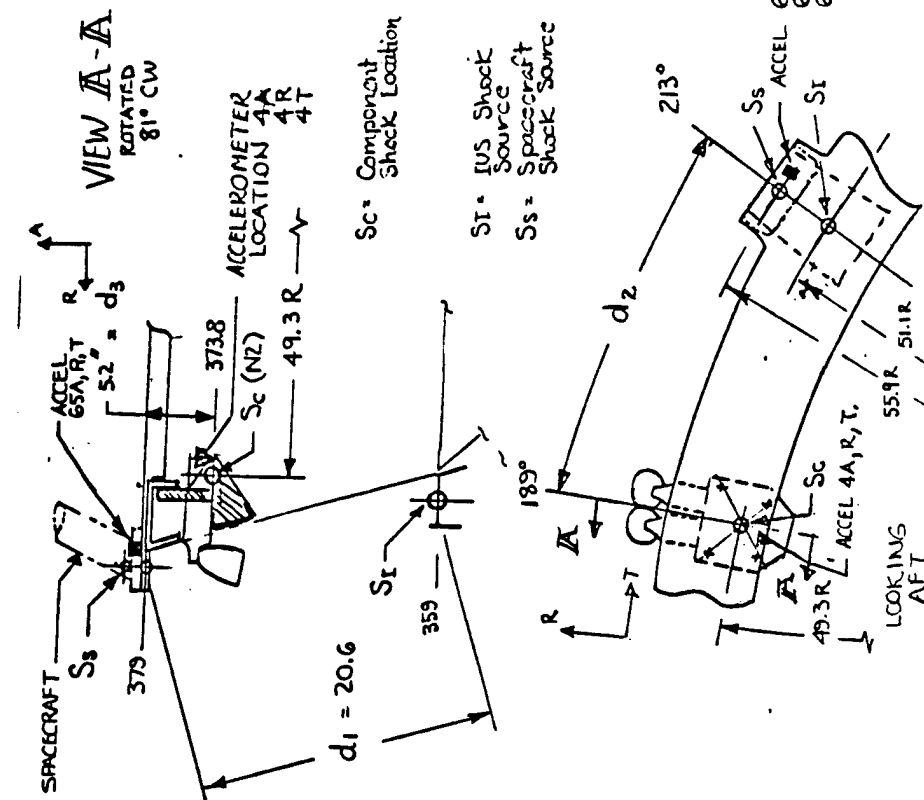 VIEW A-A
ROTATED
81° CW
A
R
ACCEL
65A, R, T
5.2" = d3
SPACECRAFT
Ss
379
373.8
ACCELEROMETER
LOCATION 4A
4R
4T
Sc (N2)
49.3 R
SI
359
d1 = 20.6
Sc = Component
Shock Location
SI = IUS Shock
Source
Ss = Spacecraft
Shock Source
189°
A
d2
213°
Ss
ACCEL
SI
R
T
Sc
ACCEL 4A, R, T.
A
49.3 R
55.9 R
51.1 R
LOOKING
AFT